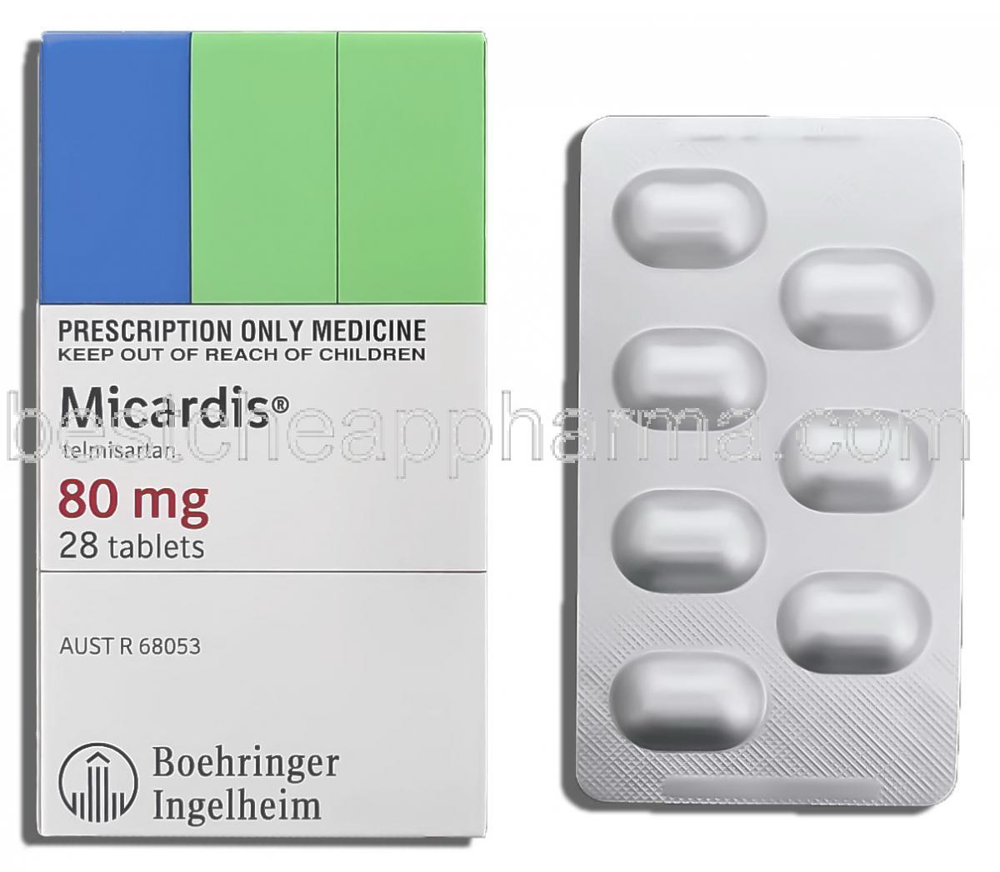 PRESCRIPTION ONLY MEDICINE
KEEP OUT OF REACH OF CHILDREN
Micardis®
bestcheappharma.com
telmisartan
80 mg
28 tablets
AUST R 68053
Boehringer
Ingelheim